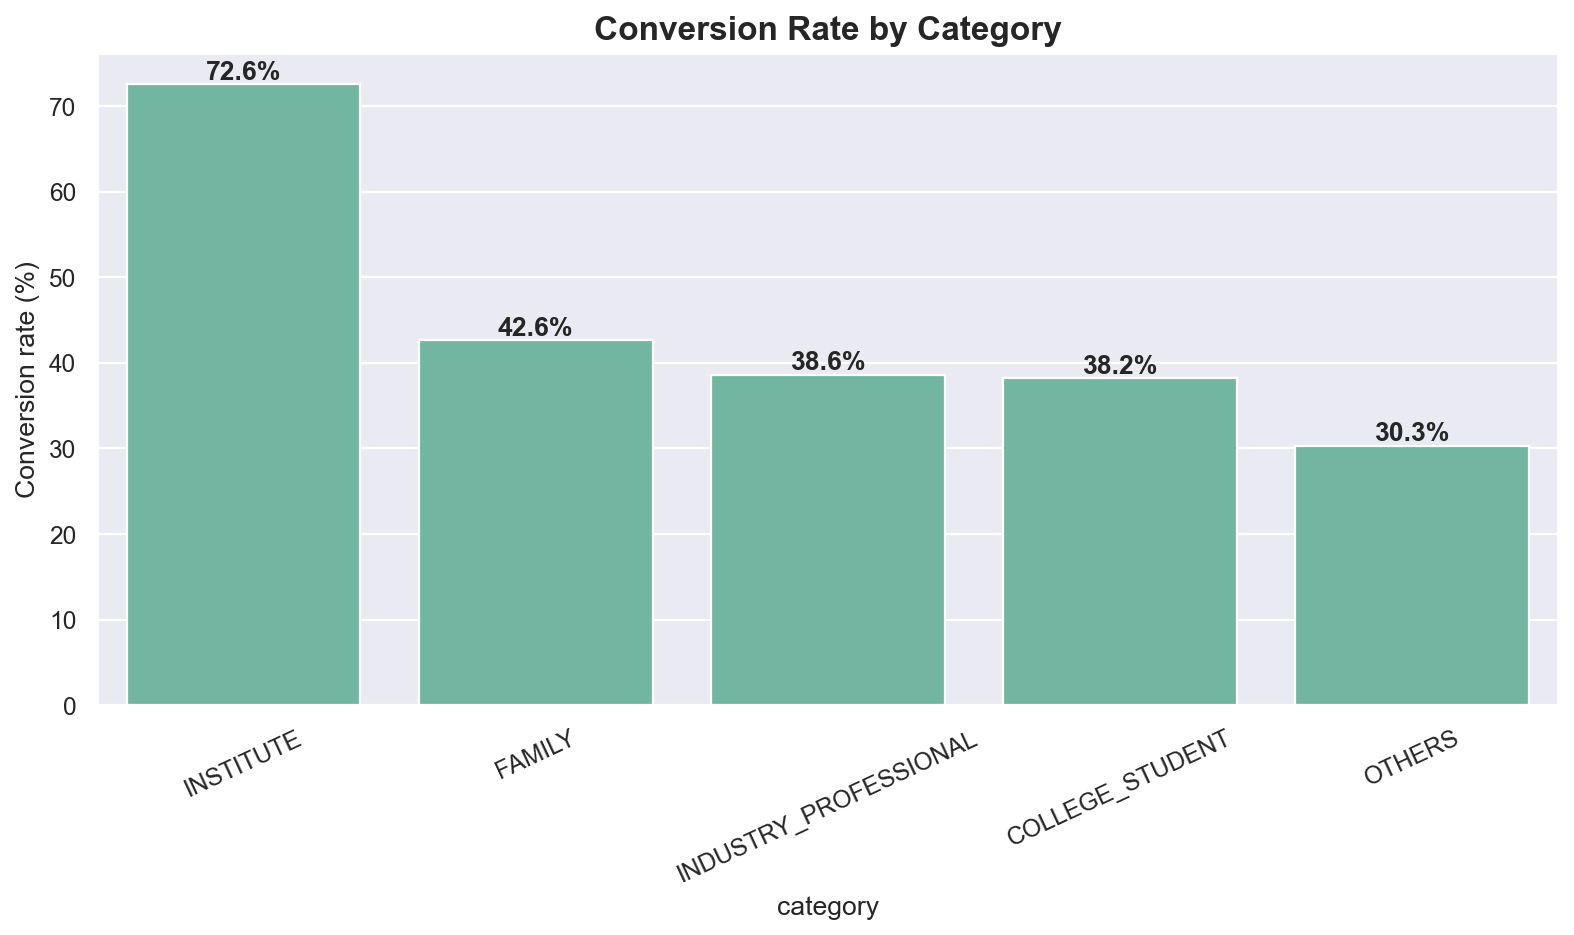 Conversion Rate by Category
Conversion rate (%)
70
60
50
40
30
20
10
0
72.6%
42.6%
38.6%
38.2%
30.3%
INSTITUTE
FAMILY
INDUSTRY_PROFESSIONAL
COLLEGE_STUDENT
OTHERS
category